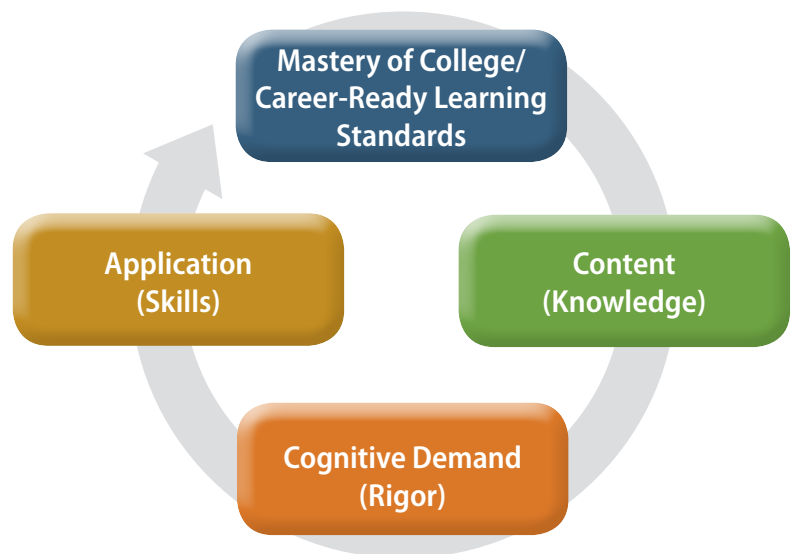 Mastery of College/
Career-Ready Learning
Standards
Application
(Skills)
Content
(Knowledge)
Cognitive Demand
(Rigor)